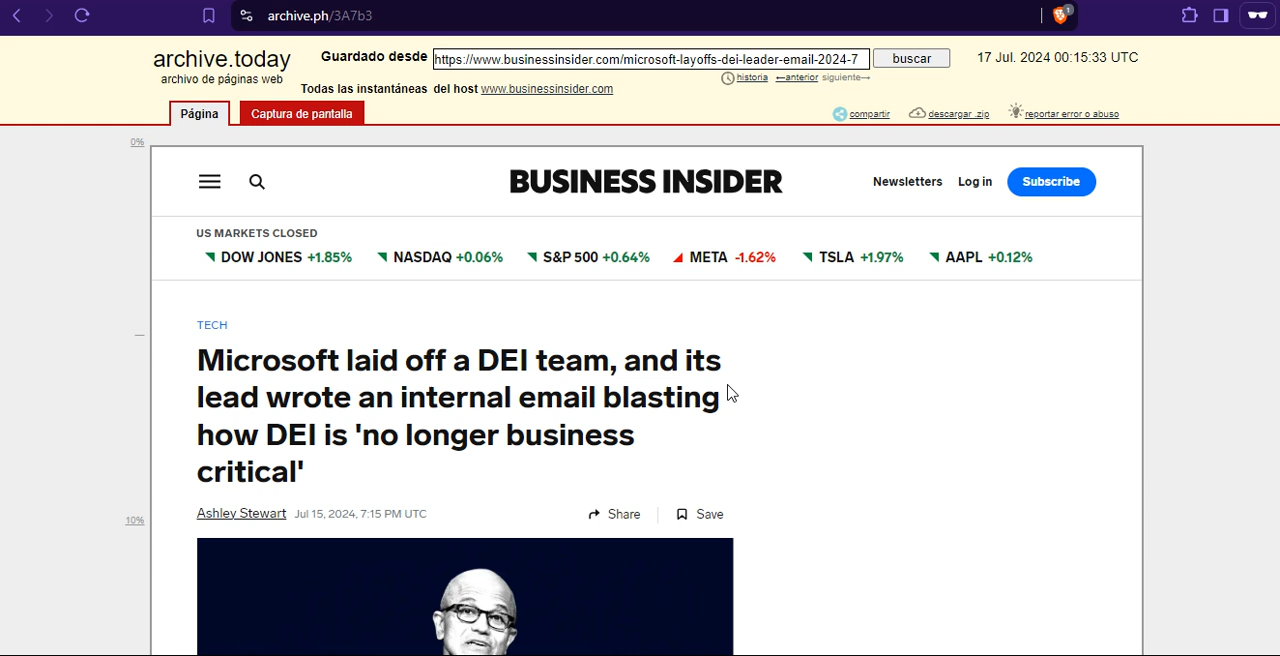 archive.ph/3A7b3
1
archive.today
archivo de páginas web
Guardado desde https://www.businessinsider.com/microsoft-layoffs-dei-leader-email-2024-7 buscar
17 Jul. 2024 00:15:33 UTC
historia ←anterior siguiente→
Todas las instantáneas del host www.businessinsider.com
Página Captura de pantalla
compartir descargar .zip reportar error o abuso
0%
BUSINESS INSIDER
Newsletters Log in Subscribe
US MARKETS CLOSED
DOW JONES +1.85% NASDAQ +0.06% S&P 500 +0.64% META -1.62% TSLA +1.97% AAPL +0.12%
TECH
Microsoft laid off a DEI team, and its
lead wrote an internal email blasting
how DEI is 'no longer business
critical'
Ashley Stewart Jul 15, 2024, 7:15 PM UTC
Share Save
10%